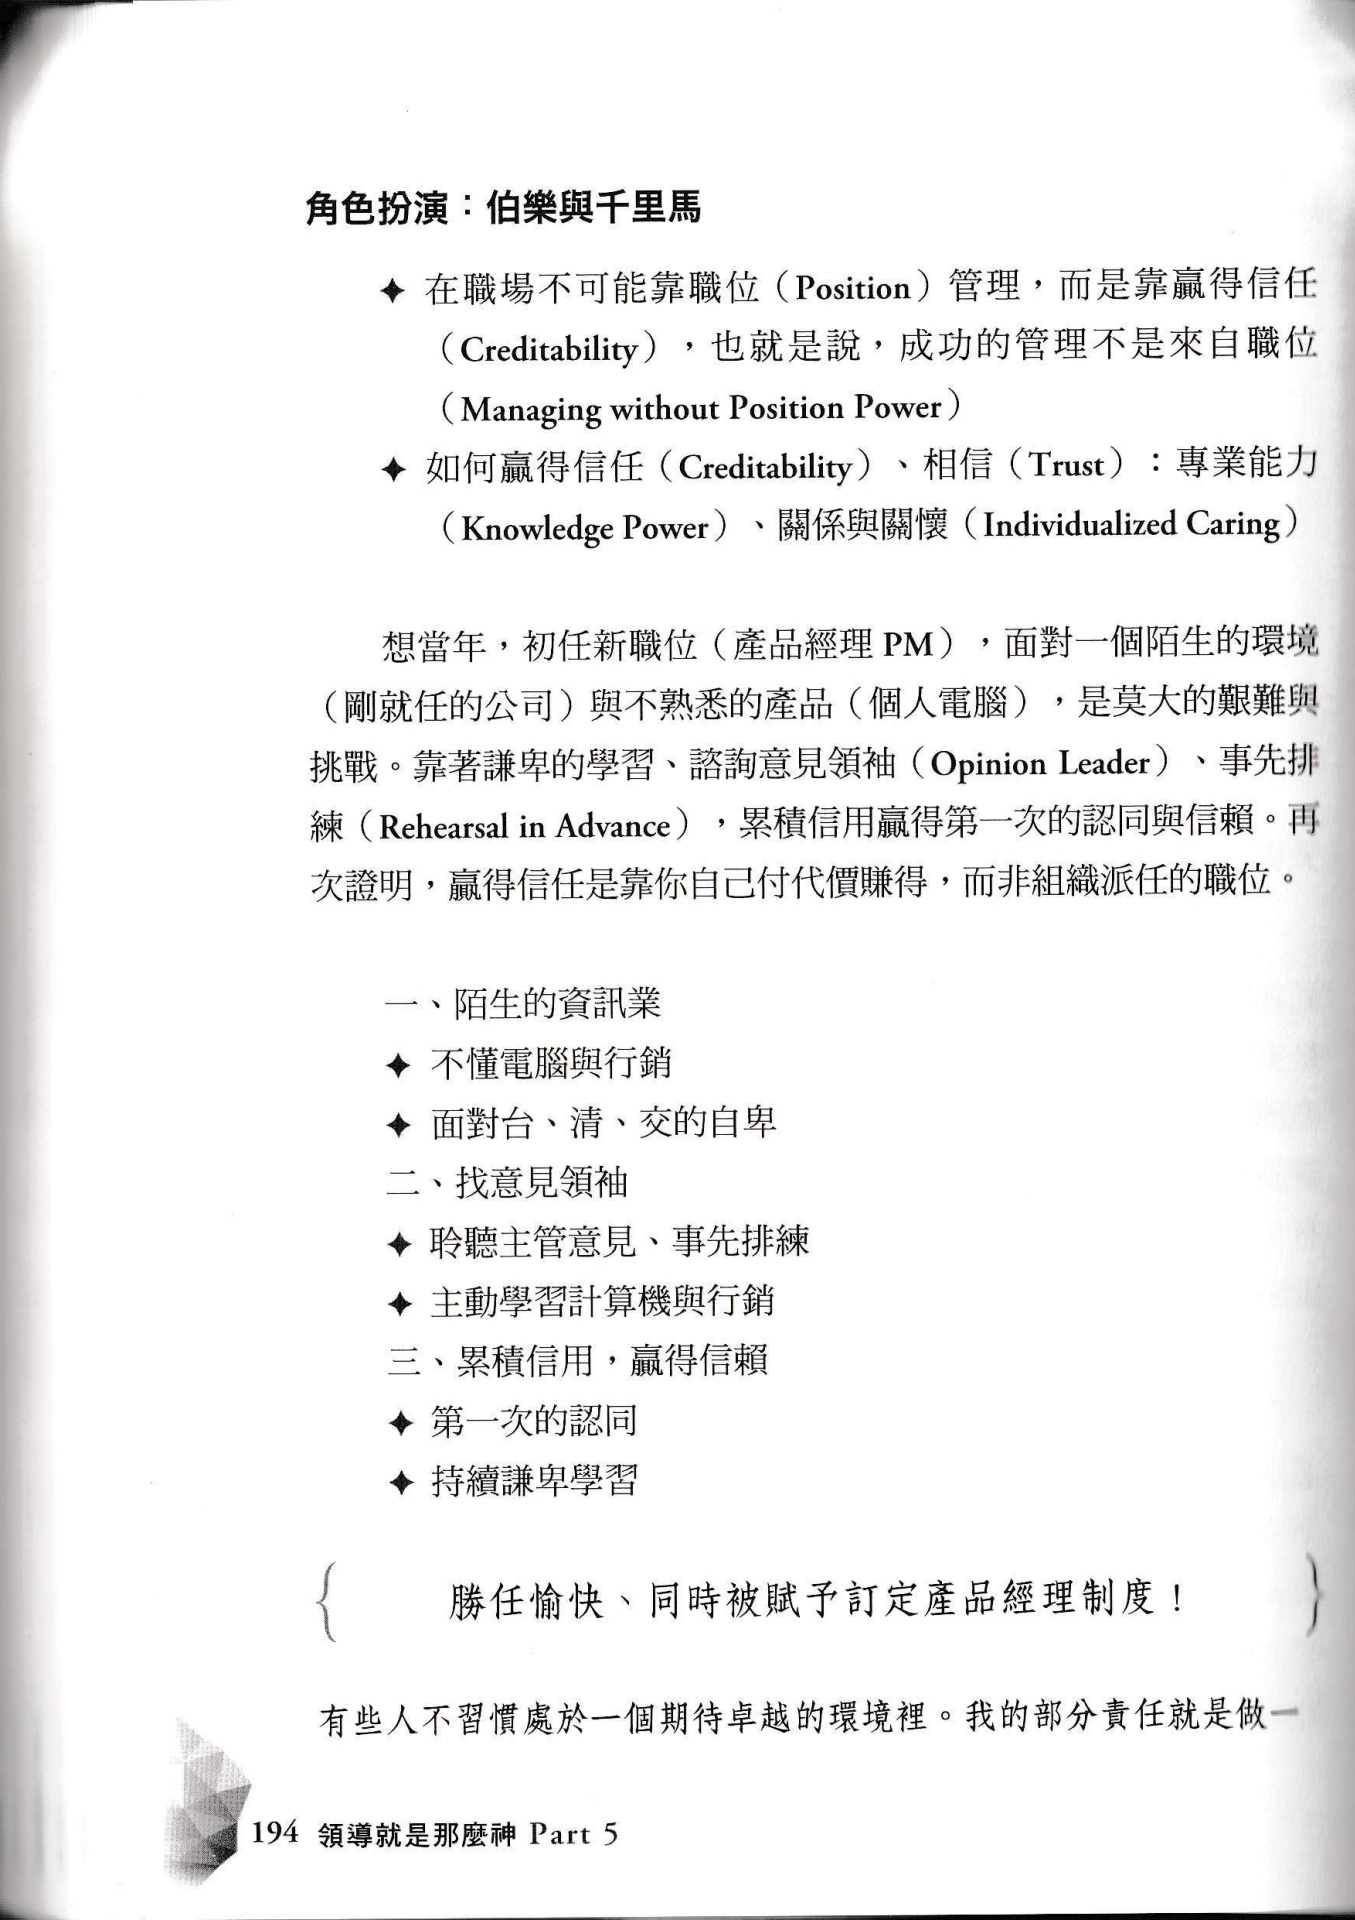 角色扮演：伯樂與千里馬
✦ 在職場不可能靠職位（Position）管理，而是靠贏得信任
（Creditability），也就是說，成功的管理不是來自職位
（Managing without Position Power）
✦ 如何贏得信任（Creditability）、相信（Trust）：專業能力
（Knowledge Power）、關係與關懷（Individualized Caring）
想當年，初任新職位（產品經理 PM），面對一個陌生的環境
（剛就任的公司）與不熟悉的產品（個人電腦），是莫大的艱難與
挑戰。靠著謙卑的學習、諮詢意見領袖（Opinion Leader）、事先排
練（Rehearsal in Advance），累積信用贏得第一次的認同與信賴。再
次證明，贏得信任是靠你自己付代價賺得，而非組織派任的職位。
一、陌生的資訊業
✦ 不懂電腦與行銷
✦ 面對台、清、交的自卑
二、找意見領袖
✦ 聆聽主管意見、事先排練
✦ 主動學習計算機與行銷
三、累積信用，贏得信賴
✦ 第一次的認同
✦ 持續謙卑學習
{ 勝任愉快、同時被賦予訂定產品經理制度！ }
有些人不習慣處於一個期待卓越的環境裡。我的部分責任就是做一
194 領導就是那麼神 Part 5